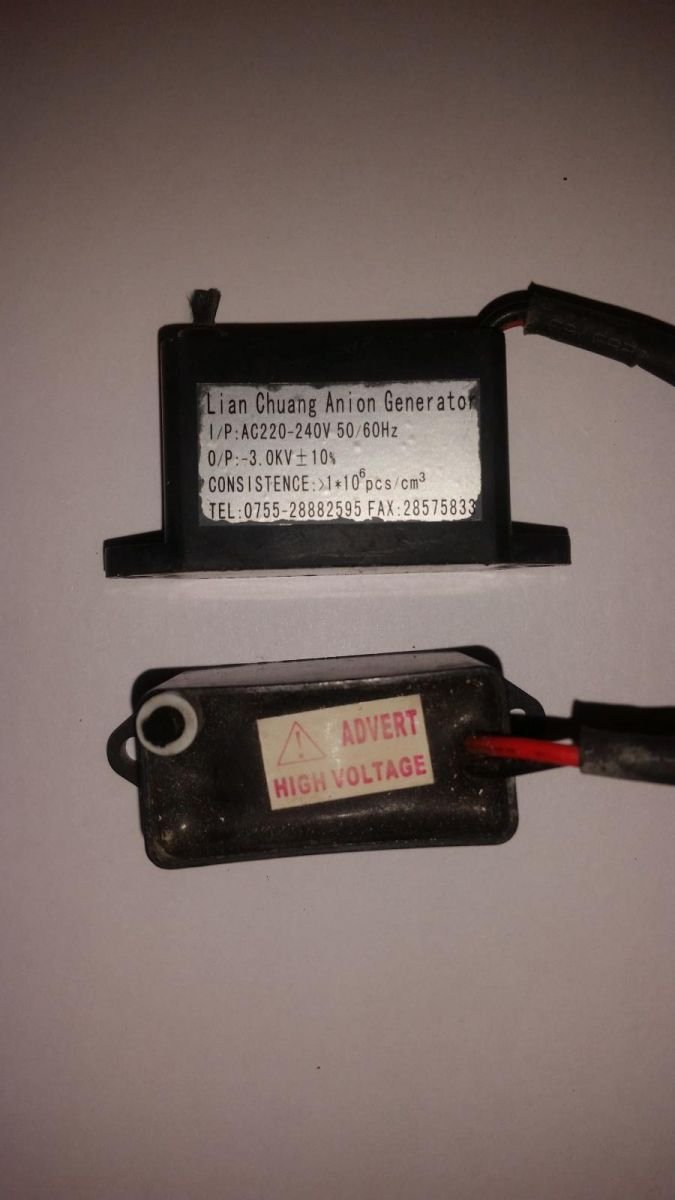 Lian Chuang Anion Generator
I/P:AC220-240V 50/60Hz
O/P:-3.0KV±10%
CONSISTENCE:>1*10⁶pcs/cm³
TEL:0755-28882595 FAX:28575833
ADVERT
HIGH VOLTAGE